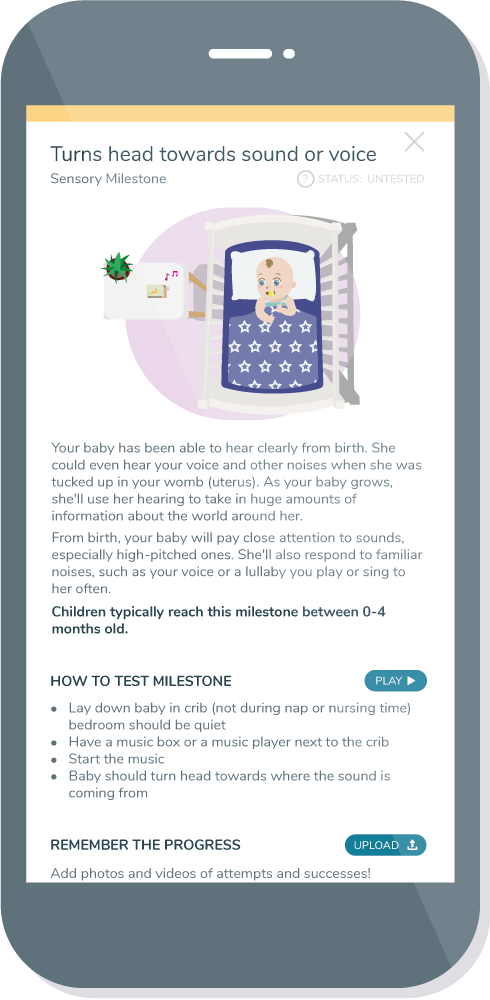 Turns head towards sound or voice
Sensory Milestone
? STATUS: UNTESTED
Your baby has been able to hear clearly from birth. She
could even hear your voice and other noises when she was
tucked up in your womb (uterus). As your baby grows,
she'll use her hearing to take in huge amounts of
information about the world around her.
From birth, your baby will pay close attention to sounds,
especially high-pitched ones. She'll also respond to familiar
noises, such as your voice or a lullaby you play or sing to
her often.
Children typically reach this milestone between 0-4
months old.
HOW TO TEST MILESTONE
PLAY
• Lay down baby in crib (not during nap or nursing time)
bedroom should be quiet
• Have a music box or a music player next to the crib
• Start the music
• Baby should turn head towards where the sound is
coming from
REMEMBER THE PROGRESS
UPLOAD
Add photos and videos of attempts and successes!